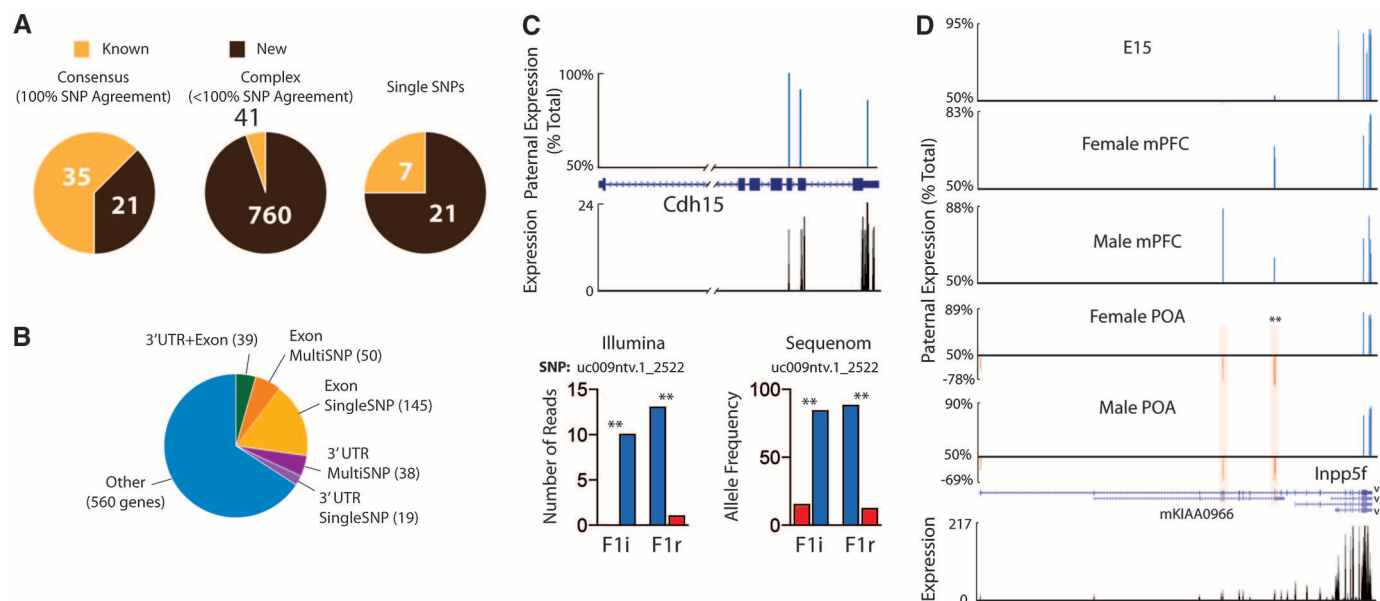 A
Known
New
Consensus
(100% SNP Agreement)
Complex
(<100% SNP Agreement)
Single SNPs
35
21
41
760
7
21
B
3'UTR+Exon (39)
Exon
MultiSNP (50)
Exon
SingleSNP (145)
3'UTR
MultiSNP (38)
3'UTR
SingleSNP (19)
Other
(560 genes)
C
Paternal Expression
(% Total)
100%
50%
Cdh15
Expression
24
0
Illumina
SNP: uc009ntv.1_2522
Number of Reads
15
10
5
0
**
**
F1i
F1r
Sequenom
uc009ntv.1_2522
Allele Frequency
100
50
0
**
**
F1i
F1r
D
Paternal Expression (% Total)
95%
E15
50%
83%
Female mPFC
50%
88%
Male mPFC
50%
89%
Female POA
**
50%
-78%
90%
Male POA
50%
-69%
Inpp5f
v
v
mKIAA0966
v
Expression
217
0